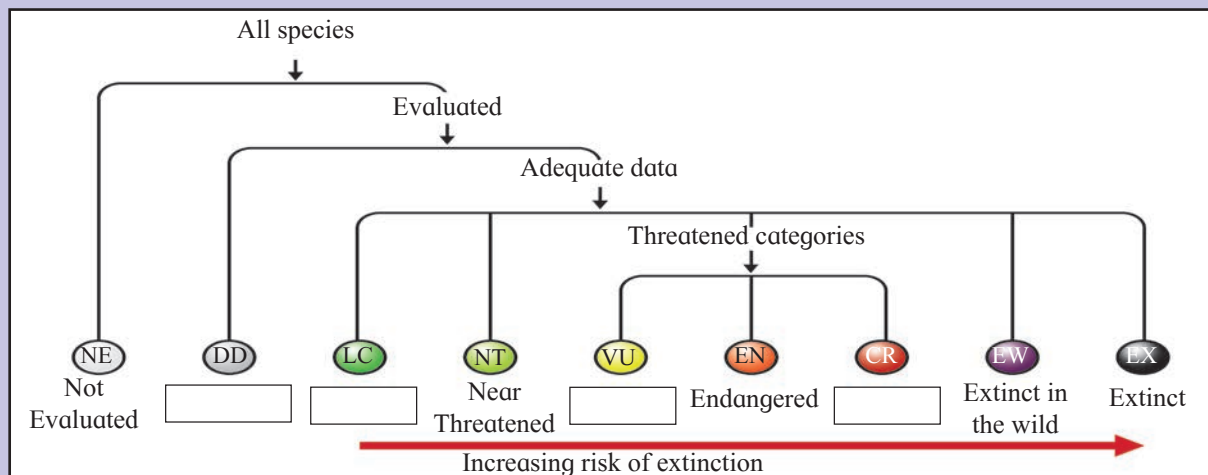 All species
Evaluated
Adequate data
Threatened categories
NE
DD
LC
NT
VU
EN
CR
EW
EX
Not
Evaluated
Near
Threatened
Endangered
Extinct in
the wild
Extinct
Increasing risk of extinction